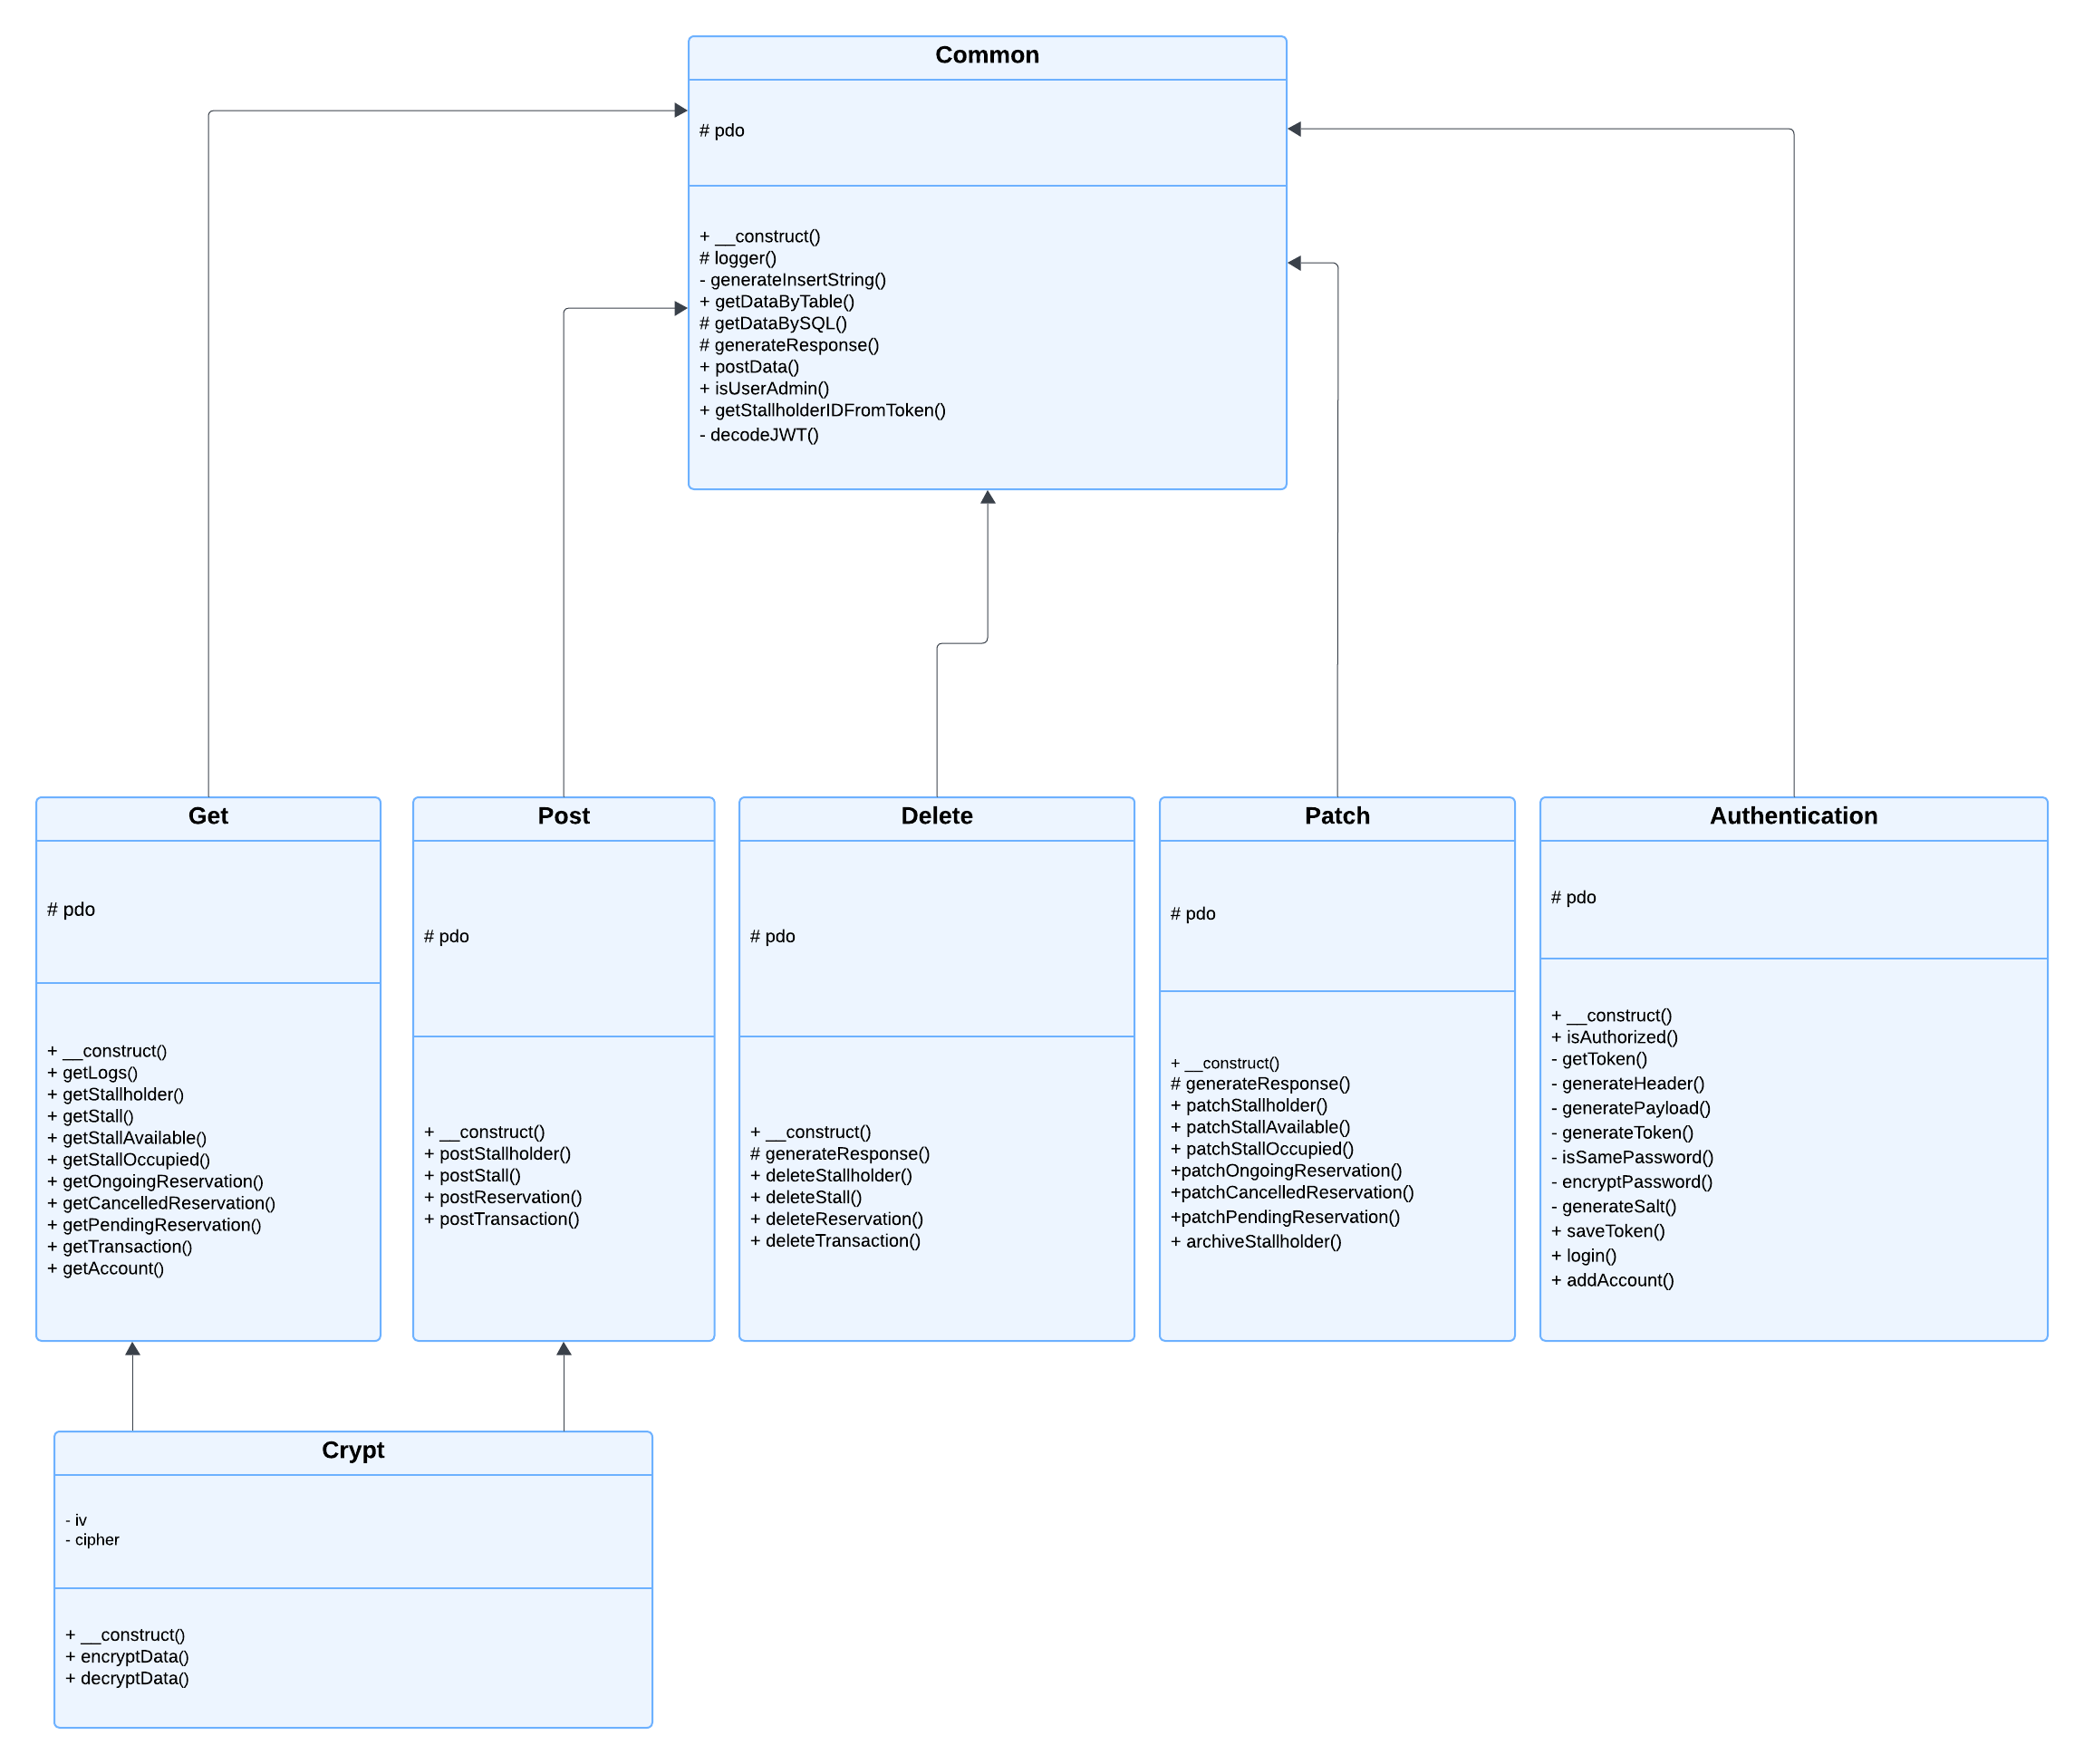 Common
# pdo
+ __construct()
# logger()
- generateInsertString()
+ getDataByTable()
# getDataBySQL()
# generateResponse()
+ postData()
+ isUserAdmin()
+ getStallholderIDFromToken()
- decodeJWT()
Get
# pdo
+ __construct()
+ getLogs()
+ getStallholder()
+ getStall()
+ getStallAvailable()
+ getStallOccupied()
+ getOngoingReservation()
+ getCancelledReservation()
+ getPendingReservation()
+ getTransaction()
+ getAccount()
Post
# pdo
+ __construct()
+ postStallholder()
+ postStall()
+ postReservation()
+ postTransaction()
Delete
# pdo
+ __construct()
# generateResponse()
+ deleteStallholder()
+ deleteStall()
+ deleteReservation()
+ deleteTransaction()
Patch
# pdo
+ __construct()
# generateResponse()
+ patchStallholder()
+ patchStallAvailable()
+ patchStallOccupied()
+patchOngoingReservation()
+patchCancelledReservation()
+patchPendingReservation()
+ archiveStallholder()
Authentication
# pdo
+ __construct()
+ isAuthorized()
- getToken()
- generateHeader()
- generatePayload()
- generateToken()
- isSamePassword()
- encryptPassword()
- generateSalt()
+ saveToken()
+ login()
+ addAccount()
Crypt
- iv
- cipher
+ __construct()
+ encryptData()
+ decryptData()